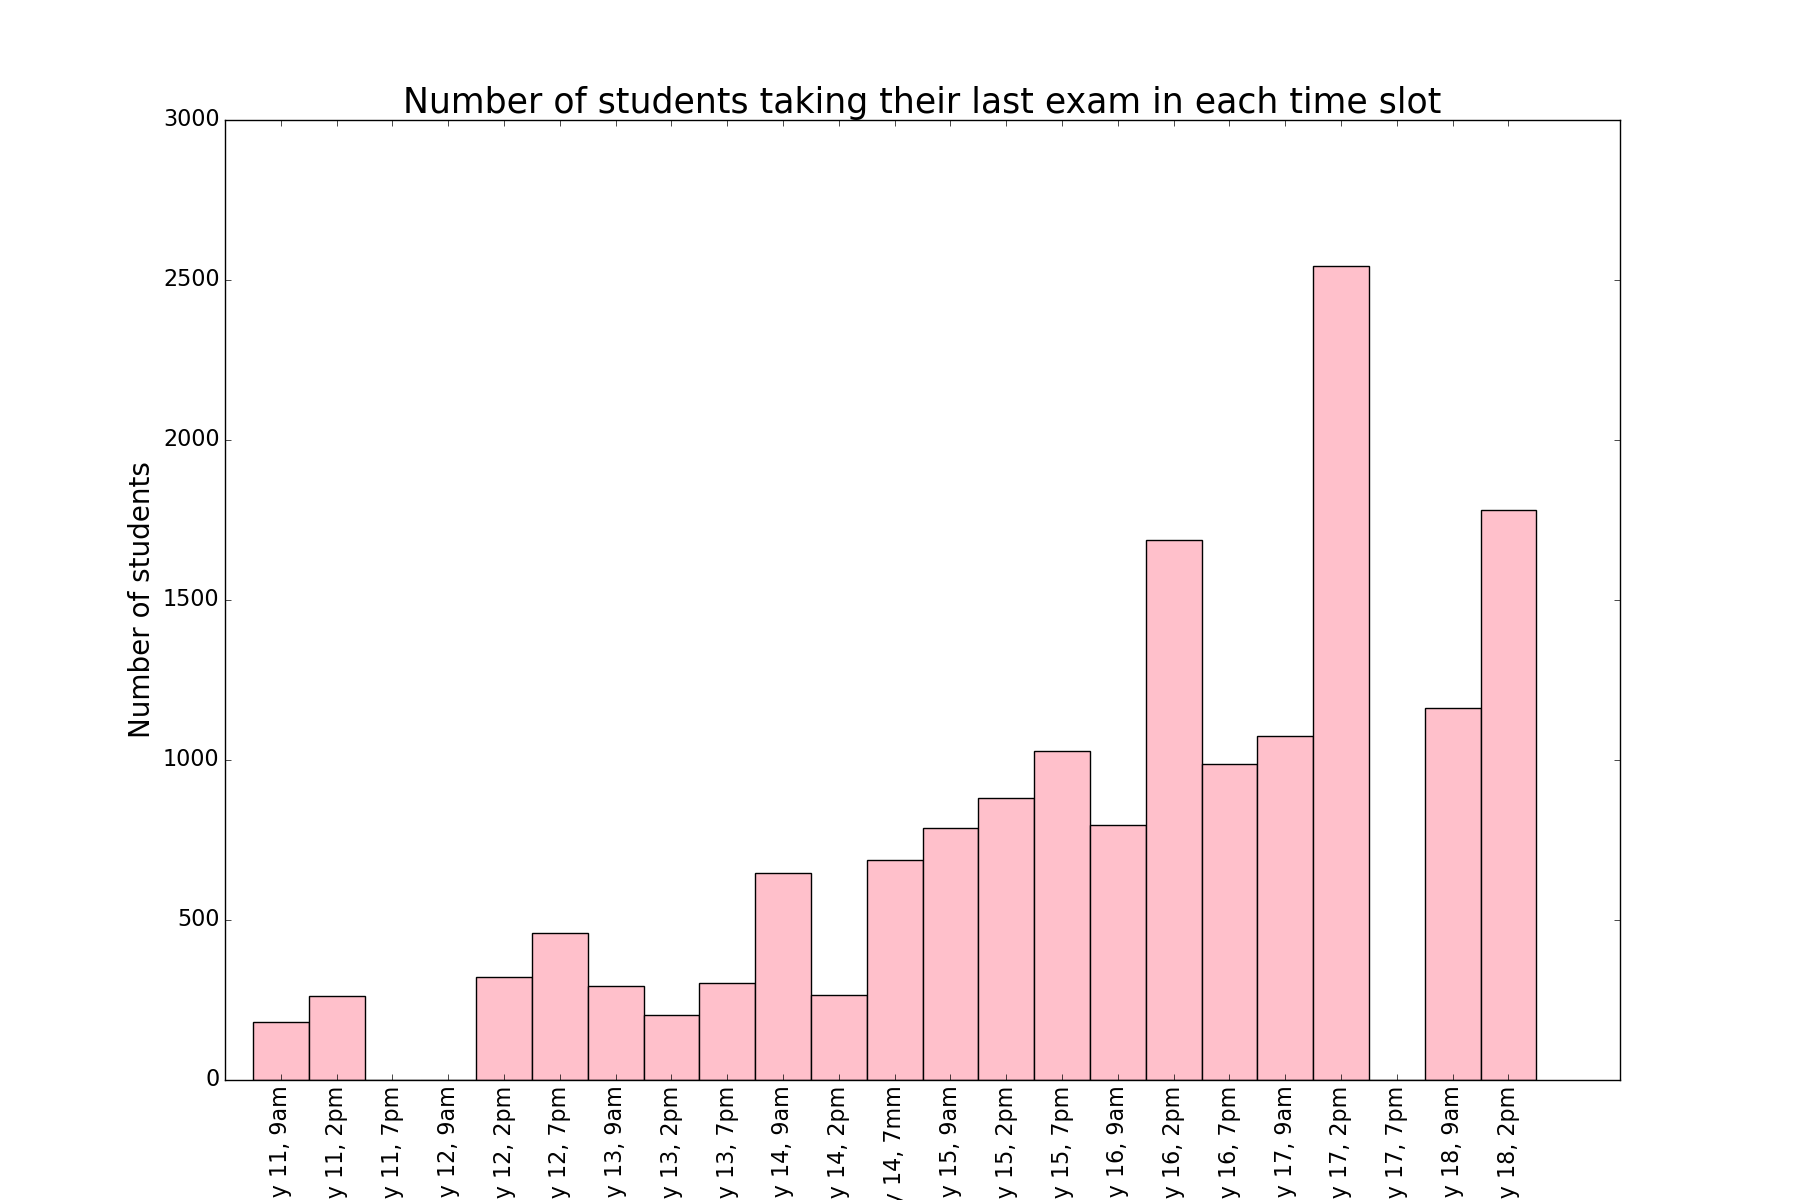 Number of students taking their last exam in each time slot
3000
2500
2000
1500
1000
500
0
Number of students
y 11, 9am
y 11, 2pm
y 11, 7pm
y 12, 9am
y 12, 2pm
y 12, 7pm
y 13, 9am
y 13, 2pm
y 13, 7pm
y 14, 9am
y 14, 2pm
y 14, 7mm
y 15, 9am
y 15, 2pm
y 15, 7pm
y 16, 9am
y 16, 2pm
y 16, 7pm
y 17, 9am
y 17, 2pm
y 17, 7pm
y 18, 9am
y 18, 2pm